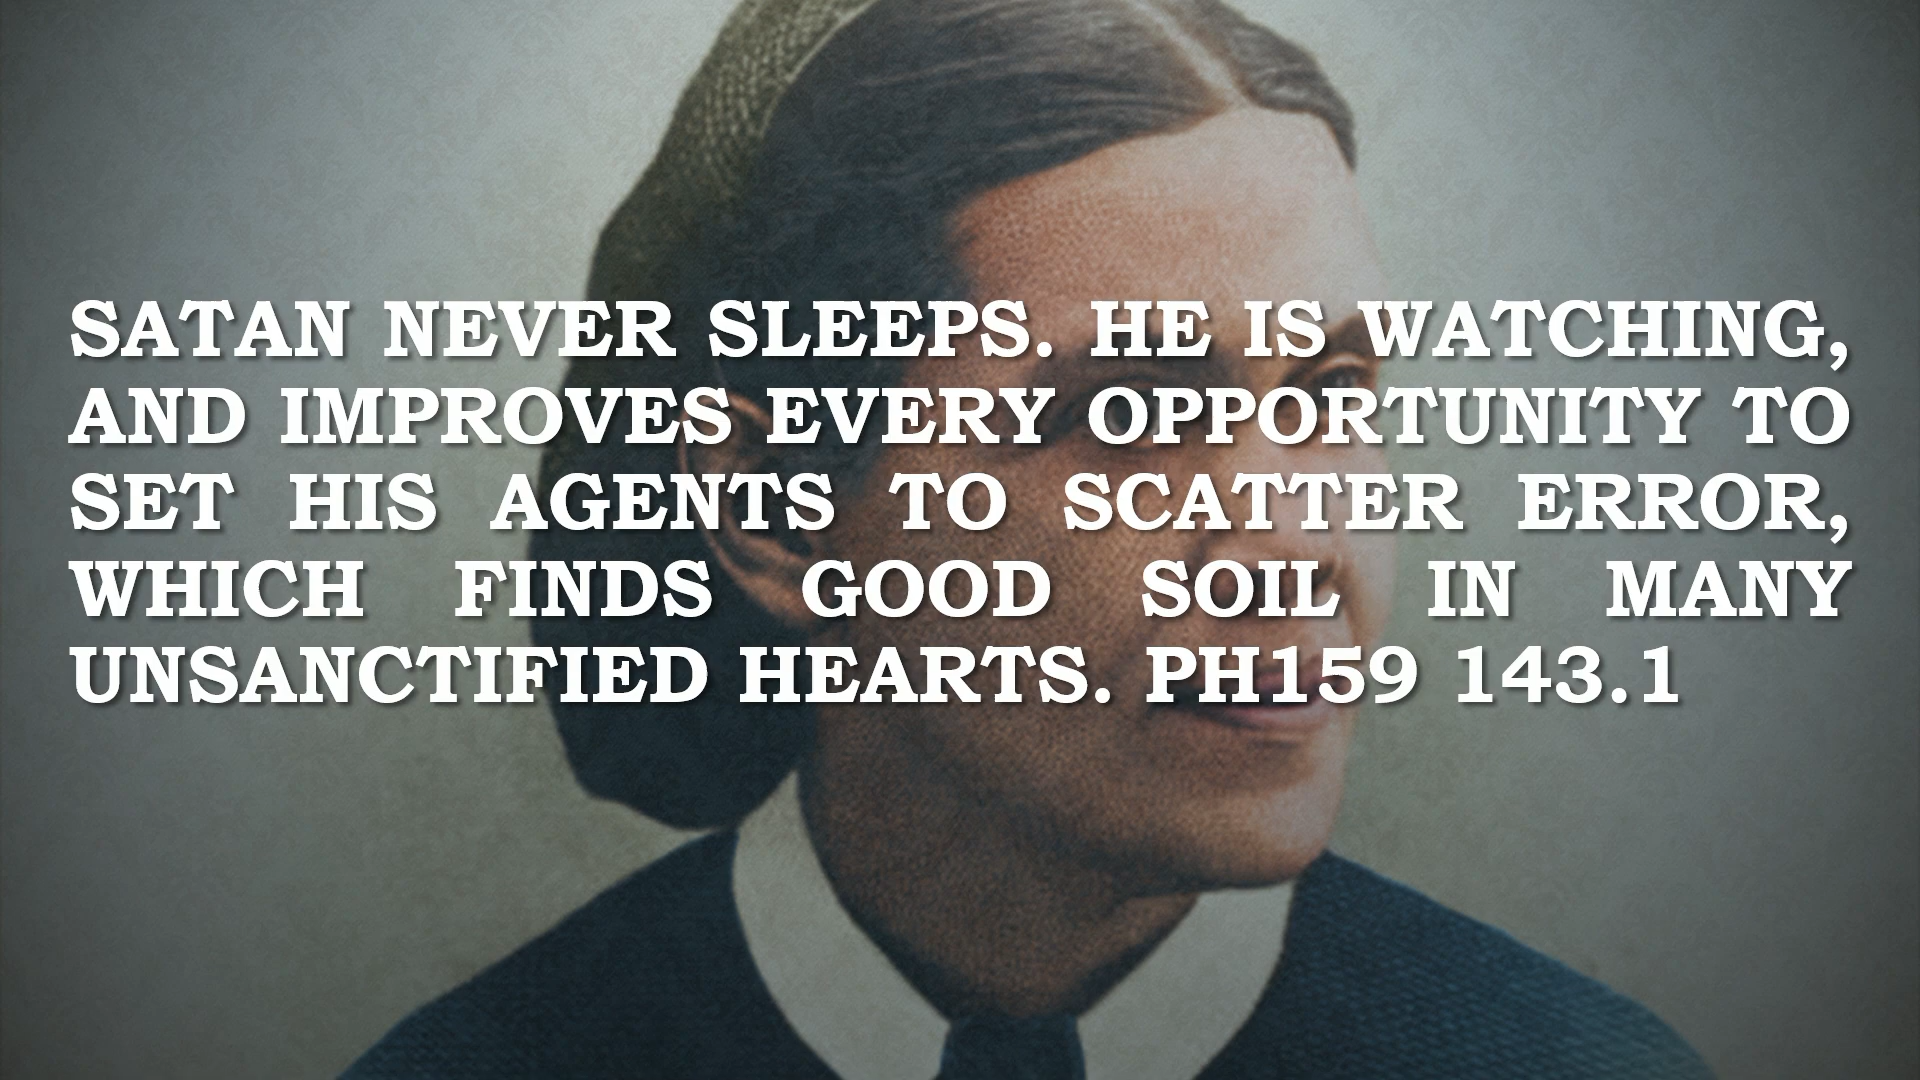 SATAN NEVER SLEEPS. HE IS WATCHING,
AND IMPROVES EVERY OPPORTUNITY TO
SET HIS AGENTS TO SCATTER ERROR,
WHICH FINDS GOOD SOIL IN MANY
UNSANCTIFIED HEARTS. PH159 143.1